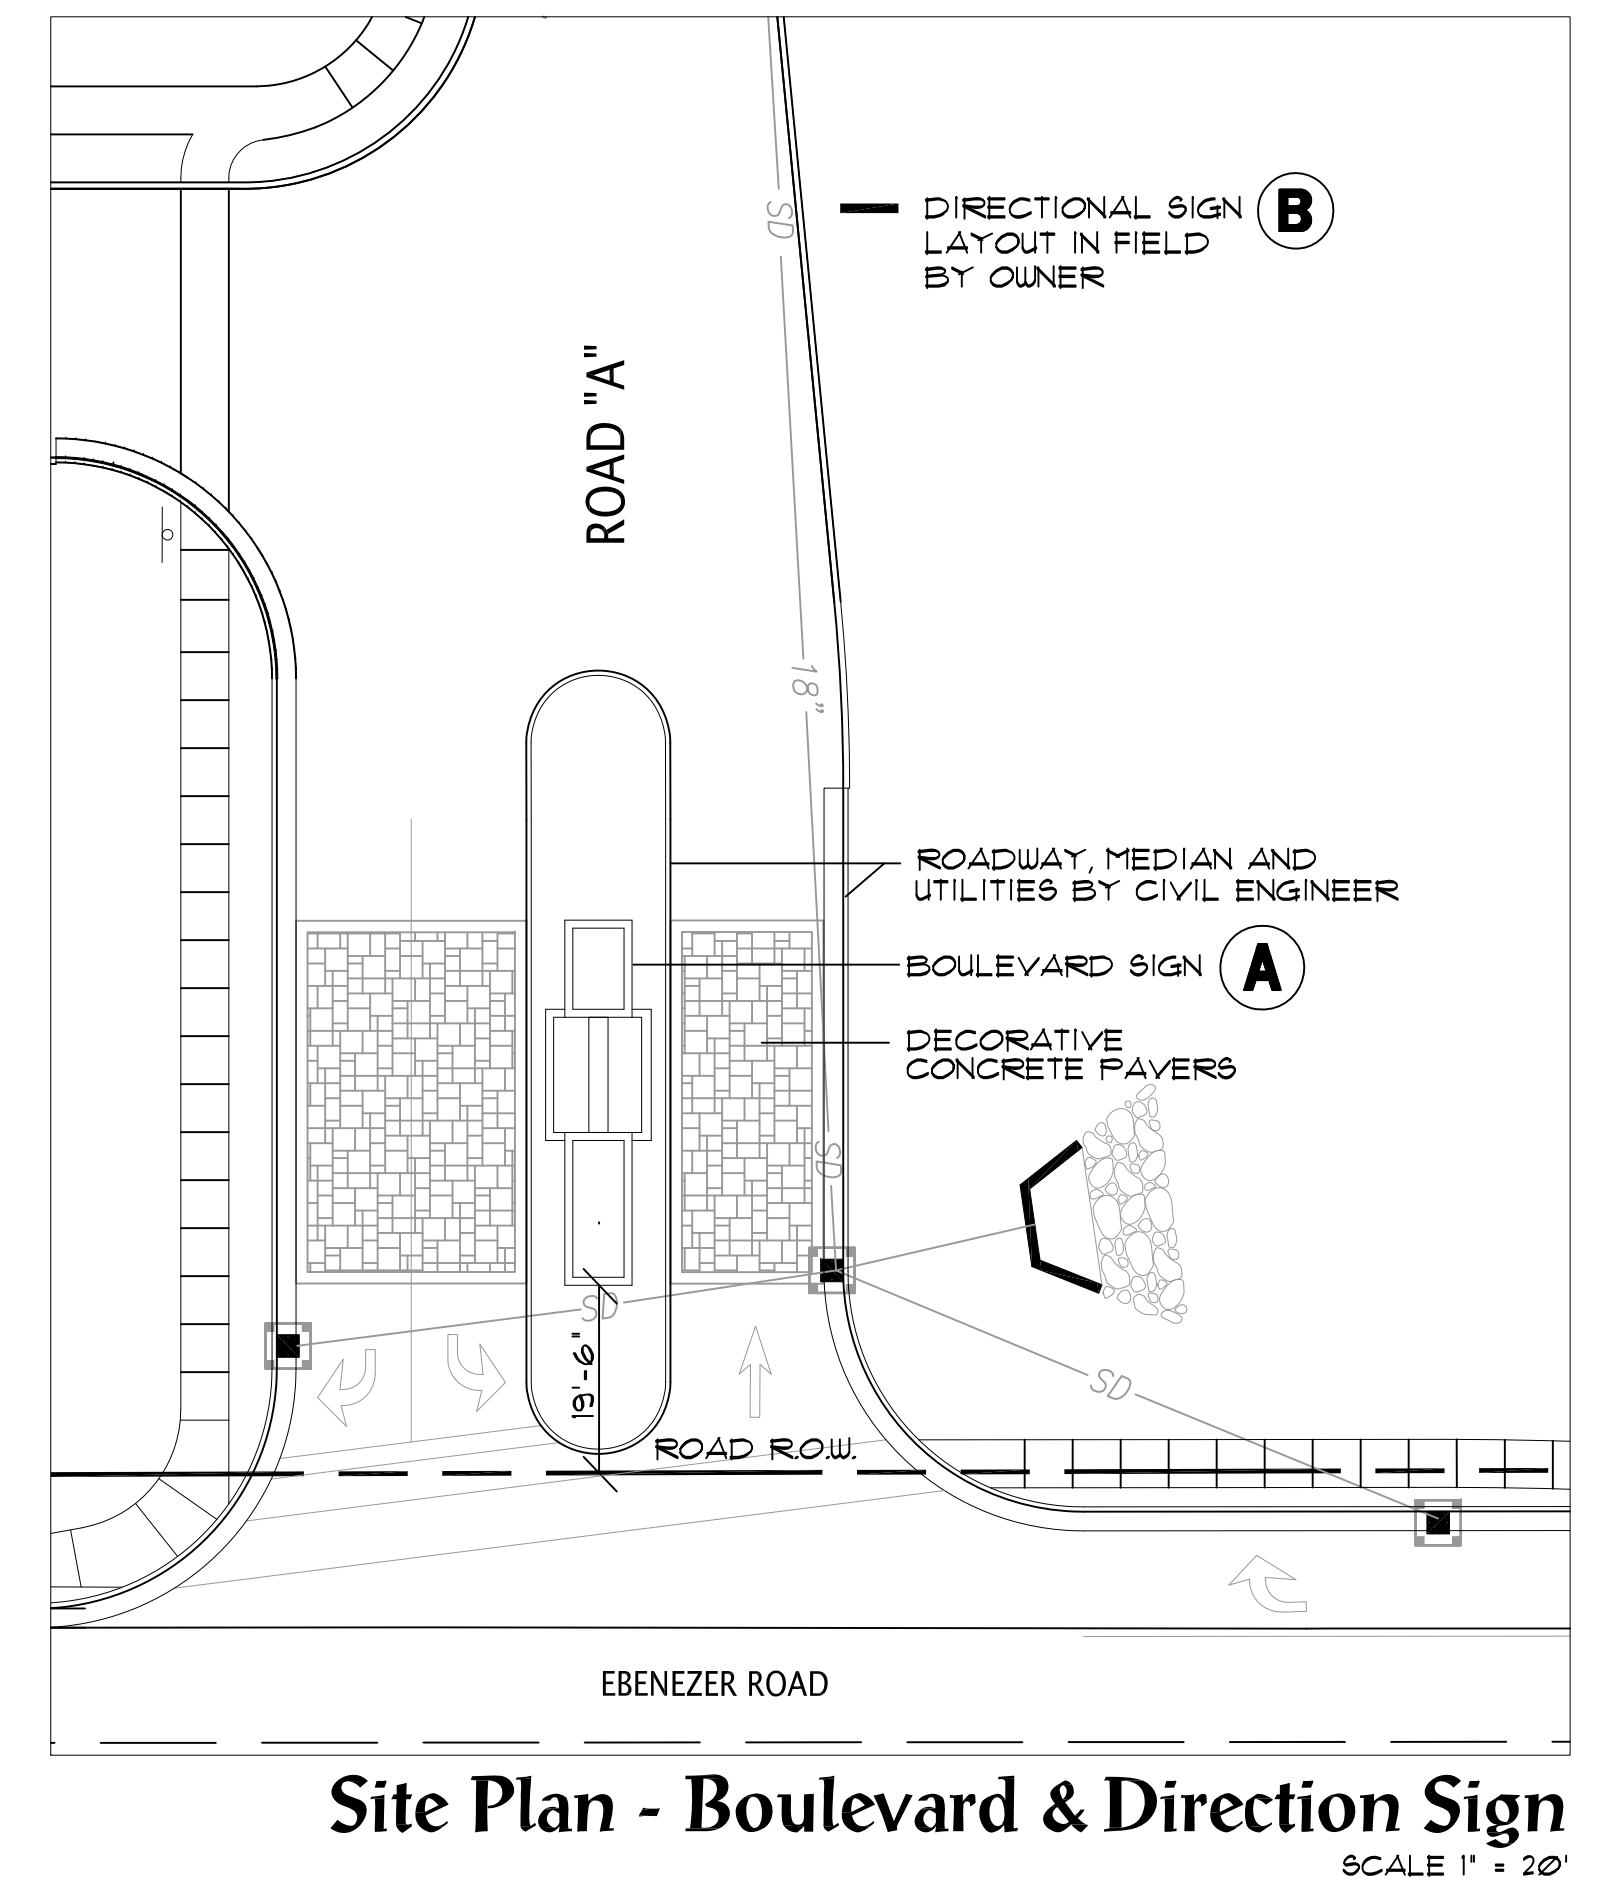 SD
DIRECTIONAL SIGN B
LAYOUT IN FIELD
BY OWNER
ROAD "A"
18"
ROADWAY, MEDIAN AND
UTILITIES BY CIVIL ENGINEER
BOULEVARD SIGN A
DECORATIVE
CONCRETE PAVERS
SD
SD
19'-6"
SD
ROAD R.O.W.
EBENEZER ROAD
Site Plan - Boulevard & Direction Sign
SCALE 1" = 20'